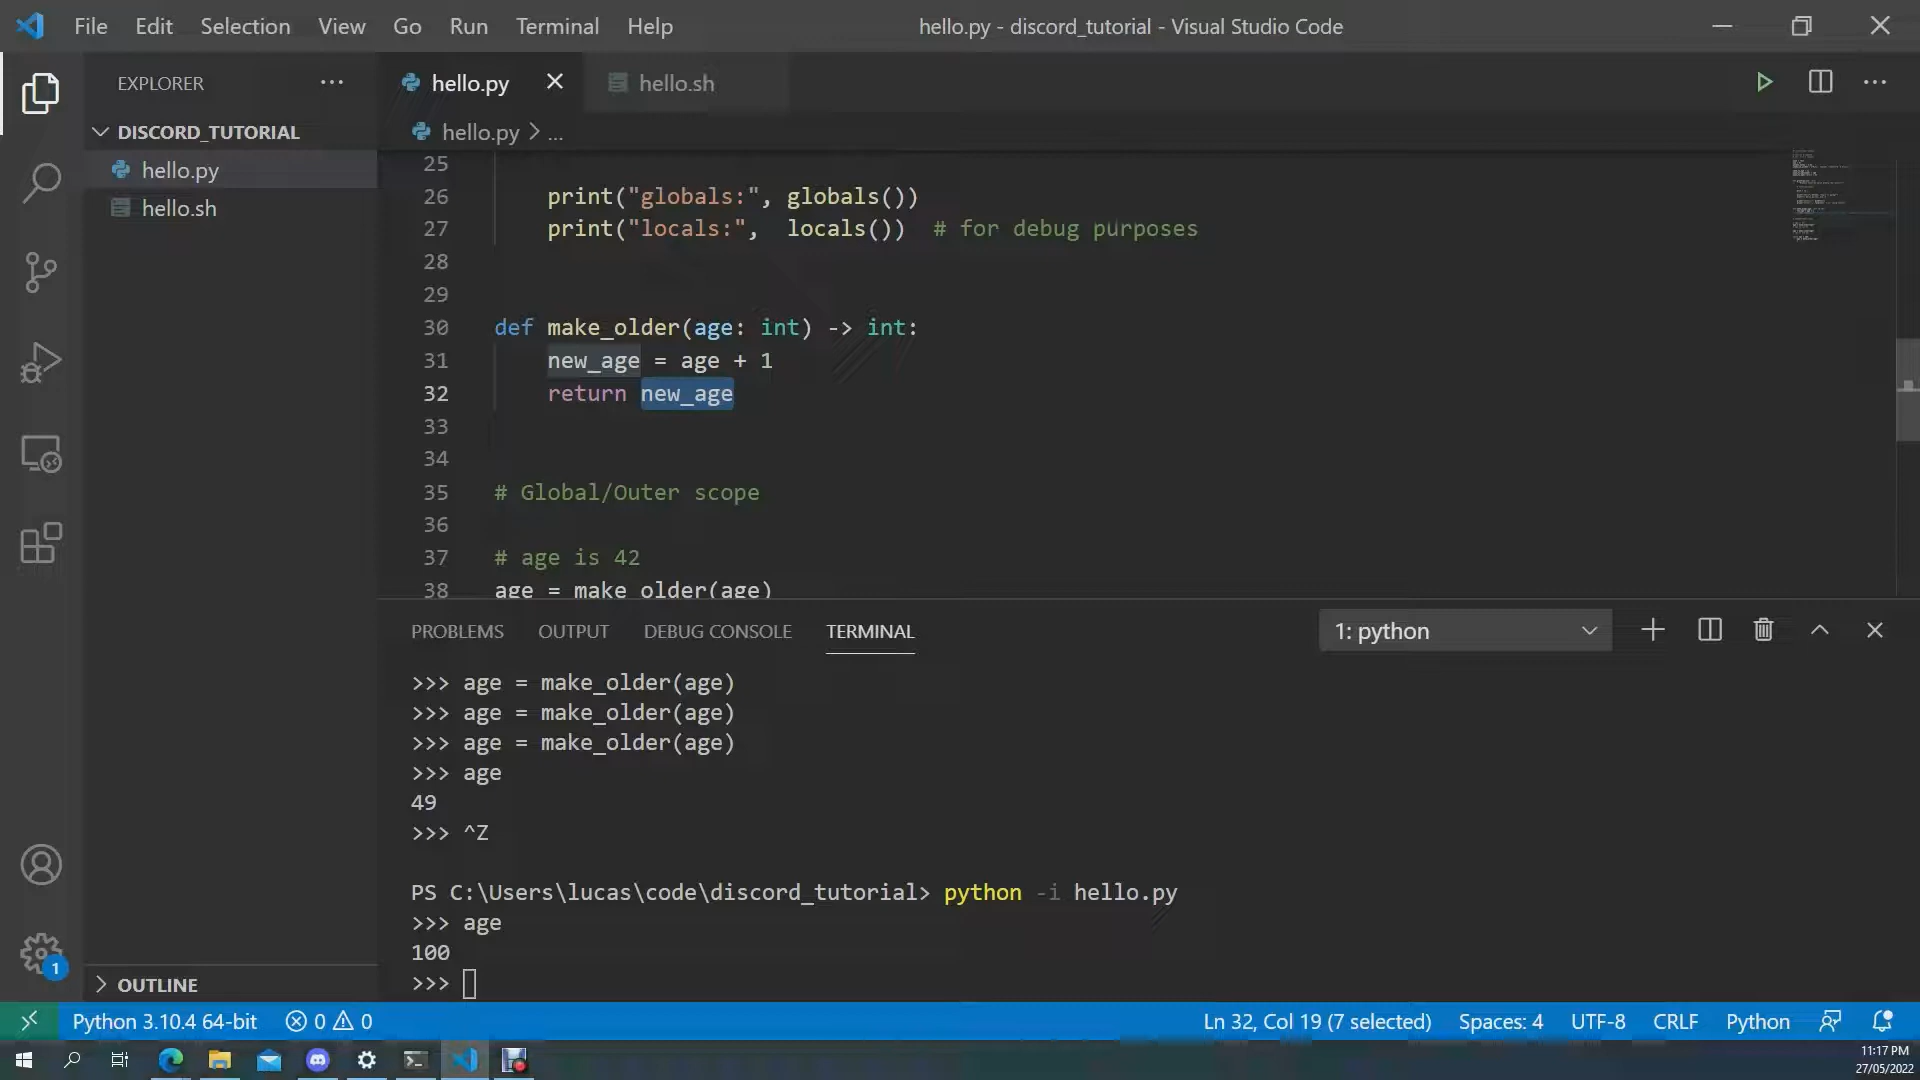 File Edit Selection View Go Run Terminal Help
hello.py - discord_tutorial - Visual Studio Code
EXPLORER
hello.py
hello.sh
DISCORD_TUTORIAL
hello.py > ...
hello.py
hello.sh
25
26 print("globals:", globals())
27 print("locals:",  locals())  # for debug purposes
28
29
30 def make_older(age: int) -> int:
31 new_age = age + 1
32 return new_age
33
34
35 # Global/Outer scope
36
37 # age is 42
38 age = make_older(age)
PROBLEMS OUTPUT DEBUG CONSOLE TERMINAL
1: python
>>> age = make_older(age)
>>> age = make_older(age)
>>> age = make_older(age)
>>> age
49
>>> ^Z
PS C:\Users\lucas\code\discord_tutorial> python -i hello.py
>>> age
100
>>>
1
OUTLINE
Python 3.10.4 64-bit 0 0
Ln 32, Col 19 (7 selected) Spaces: 4 UTF-8 CRLF Python
11:17 PM
27/05/2022